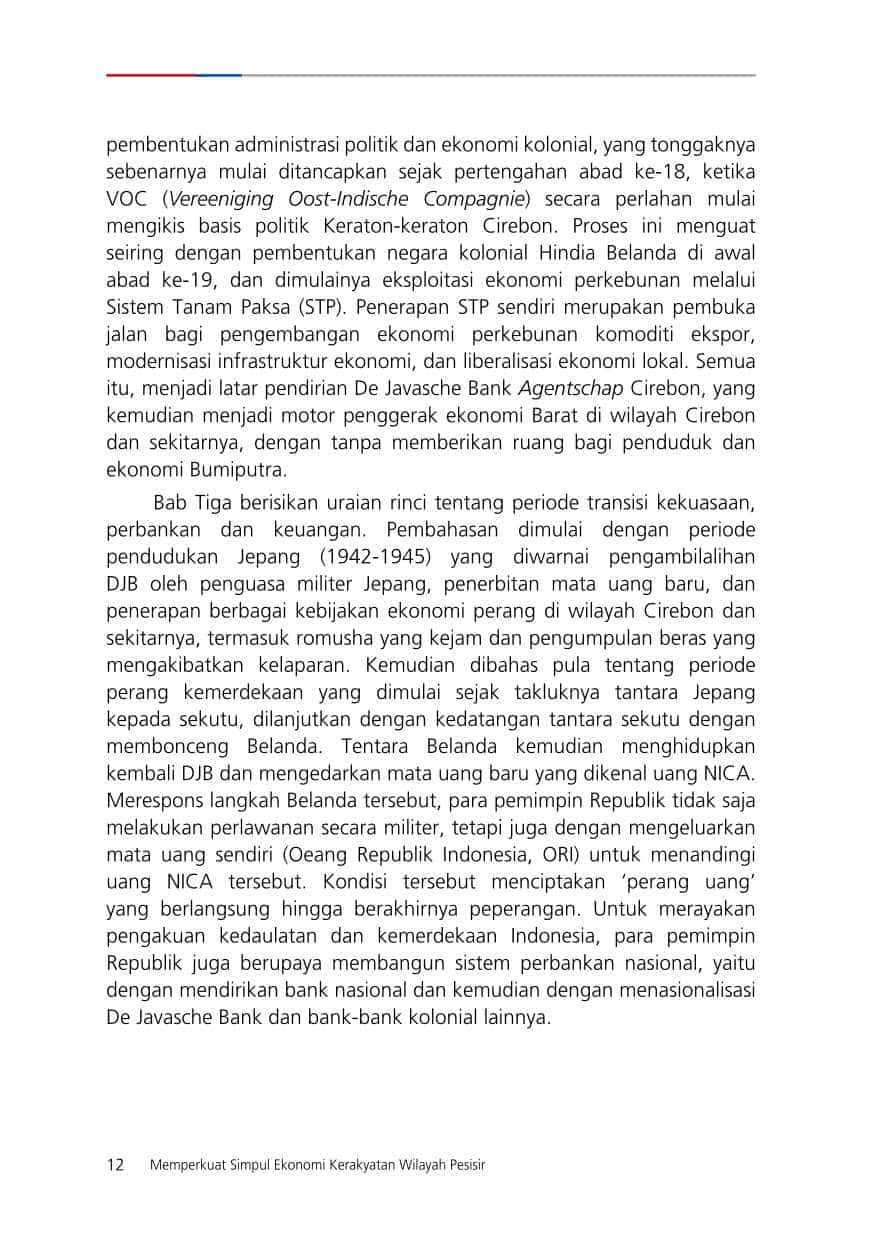 pembentukan administrasi politik dan ekonomi kolonial, yang tonggaknya
sebenarnya mulai ditancapkan sejak pertengahan abad ke-18, ketika
VOC (Vereeniging Oost-Indische Compagnie) secara perlahan mulai
mengikis basis politik Keraton-keraton Cirebon. Proses ini menguat
seiring dengan pembentukan negara kolonial Hindia Belanda di awal
abad ke-19, dan dimulainya eksploitasi ekonomi perkebunan melalui
Sistem Tanam Paksa (STP). Penerapan STP sendiri merupakan pembuka
jalan bagi pengembangan ekonomi perkebunan komoditi ekspor,
modernisasi infrastruktur ekonomi, dan liberalisasi ekonomi lokal. Semua
itu, menjadi latar pendirian De Javasche Bank Agentschap Cirebon, yang
kemudian menjadi motor penggerak ekonomi Barat di wilayah Cirebon
dan sekitarnya, dengan tanpa memberikan ruang bagi penduduk dan
ekonomi Bumiputra.
Bab Tiga berisikan uraian rinci tentang periode transisi kekuasaan,
perbankan dan keuangan. Pembahasan dimulai dengan periode
pendudukan Jepang (1942-1945) yang diwarnai pengambilalihan
DJB oleh penguasa militer Jepang, penerbitan mata uang baru, dan
penerapan berbagai kebijakan ekonomi perang di wilayah Cirebon dan
sekitarnya, termasuk romusha yang kejam dan pengumpulan beras yang
mengakibatkan kelaparan. Kemudian dibahas pula tentang periode
perang kemerdekaan yang dimulai sejak takluknya tantara Jepang
kepada sekutu, dilanjutkan dengan kedatangan tantara sekutu dengan
membonceng Belanda. Tentara Belanda kemudian menghidupkan
kembali DJB dan mengedarkan mata uang baru yang dikenal uang NICA.
Merespons langkah Belanda tersebut, para pemimpin Republik tidak saja
melakukan perlawanan secara militer, tetapi juga dengan mengeluarkan
mata uang sendiri (Oeang Republik Indonesia, ORI) untuk menandingi
uang NICA tersebut. Kondisi tersebut menciptakan ‘perang uang’
yang berlangsung hingga berakhirnya peperangan. Untuk merayakan
pengakuan kedaulatan dan kemerdekaan Indonesia, para pemimpin
Republik juga berupaya membangun sistem perbankan nasional, yaitu
dengan mendirikan bank nasional dan kemudian dengan menasionalisasi
De Javasche Bank dan bank-bank kolonial lainnya.
12 Memperkuat Simpul Ekonomi Kerakyatan Wilayah Pesisir